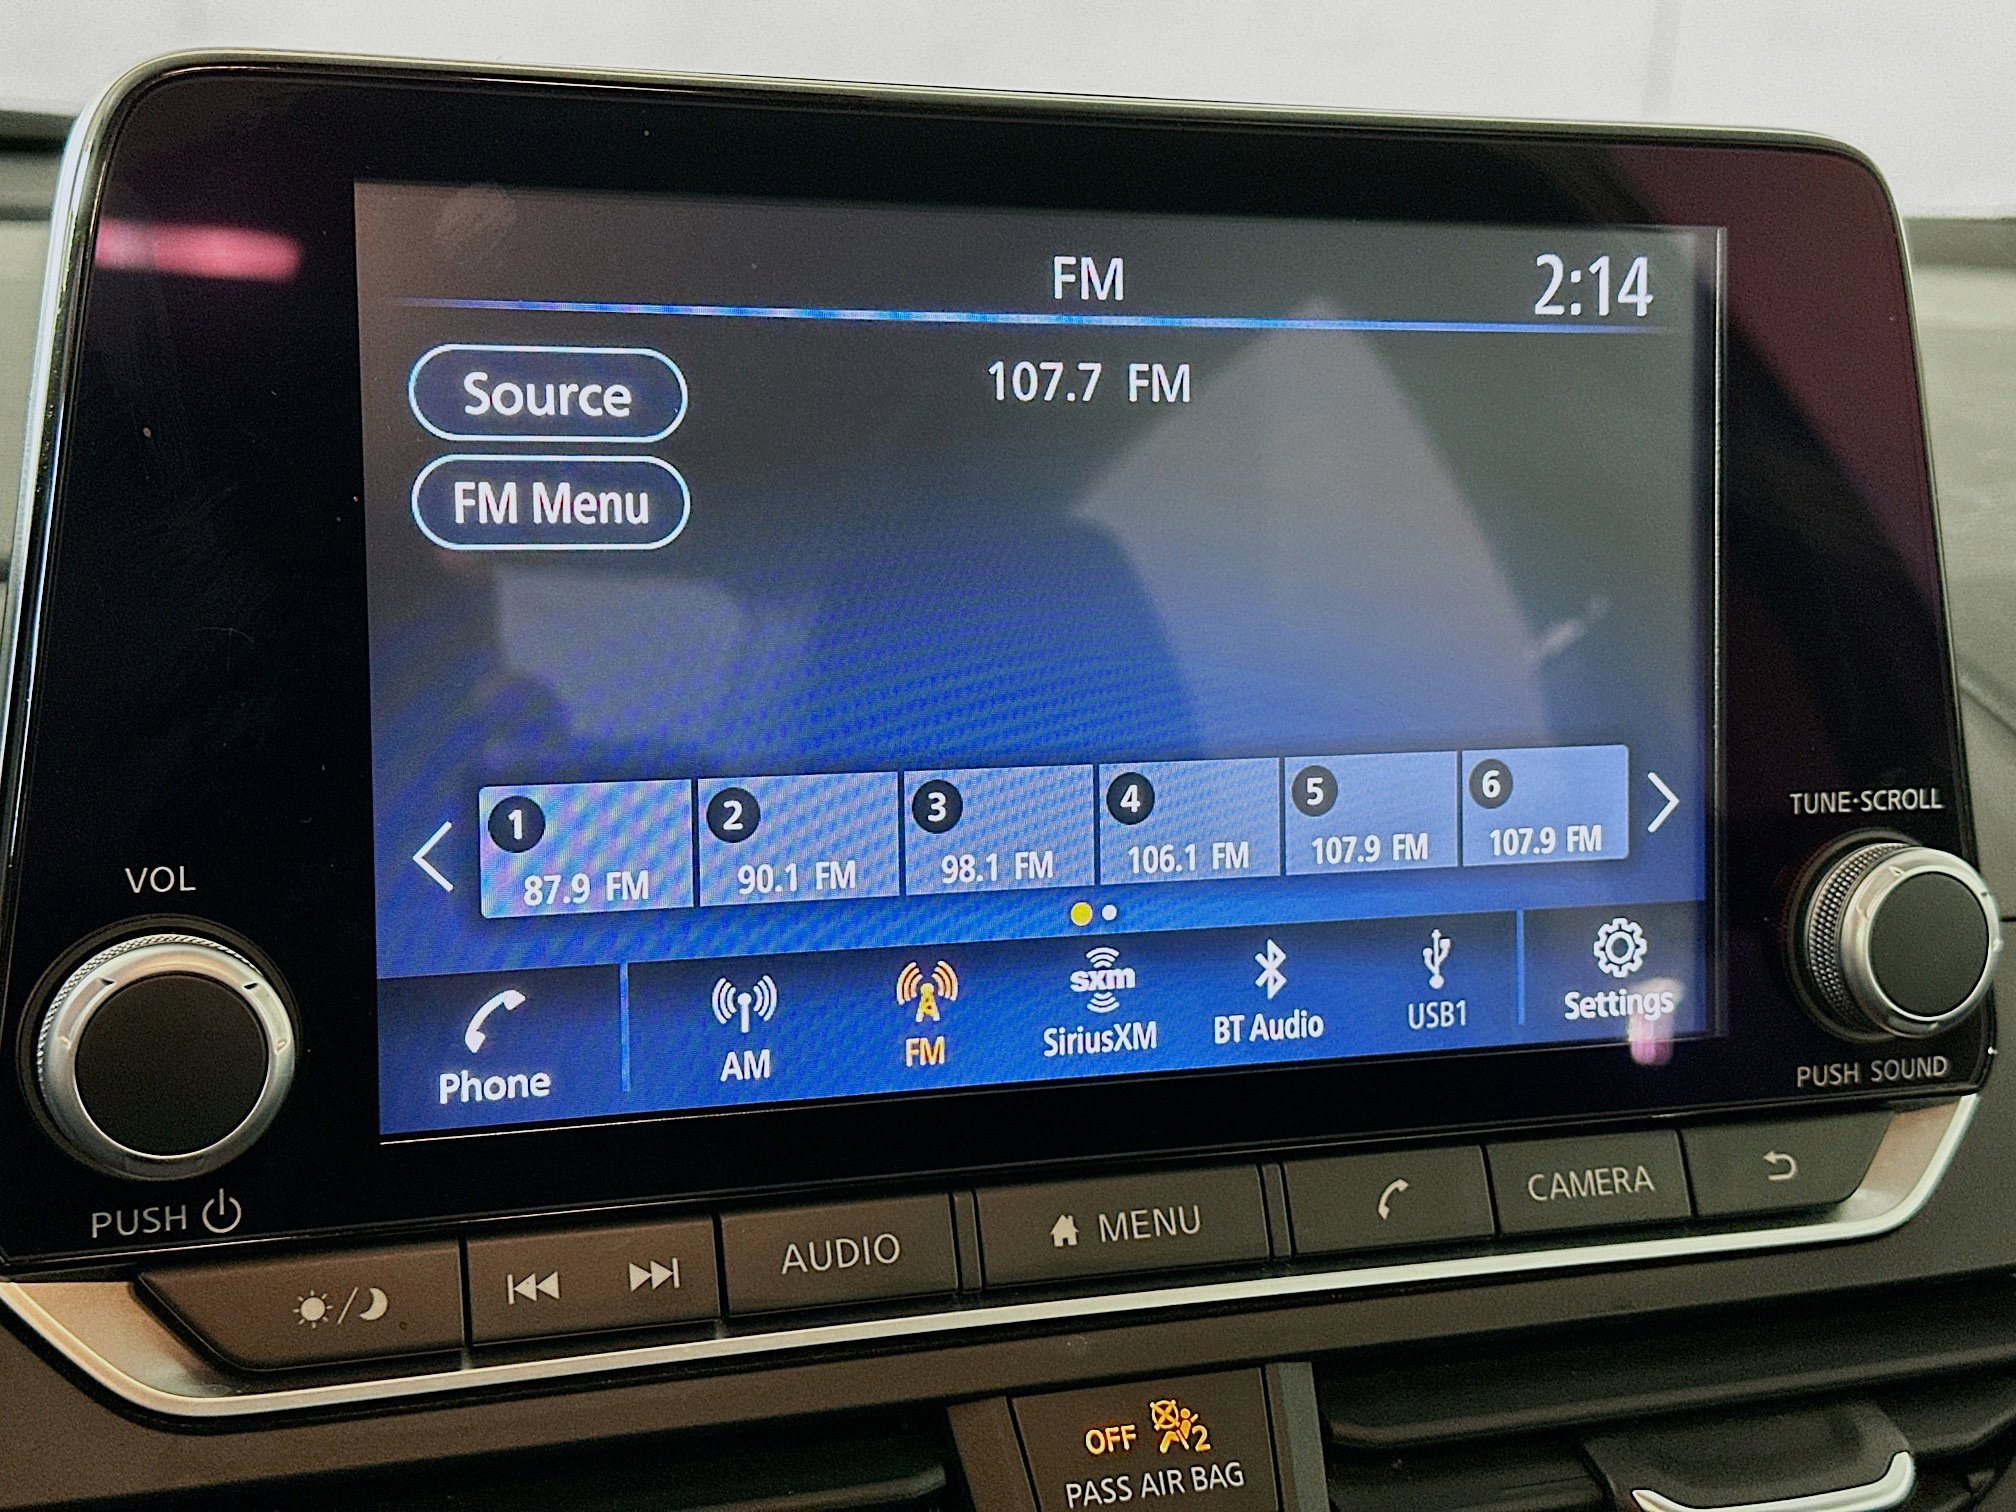 FM
2:14
Source
107.7 FM
FM Menu
1
2
3
4
5
6
87.9 FM
90.1 FM
98.1 FM
106.1 FM
107.9 FM
107.9 FM
Phone
AM
FM
sxm
SiriusXM
BT Audio
USB1
Settings
VOL
PUSH
TUNE·SCROLL
PUSH SOUND
AUDIO
MENU
CAMERA
OFF
2
PASS AIR BAG